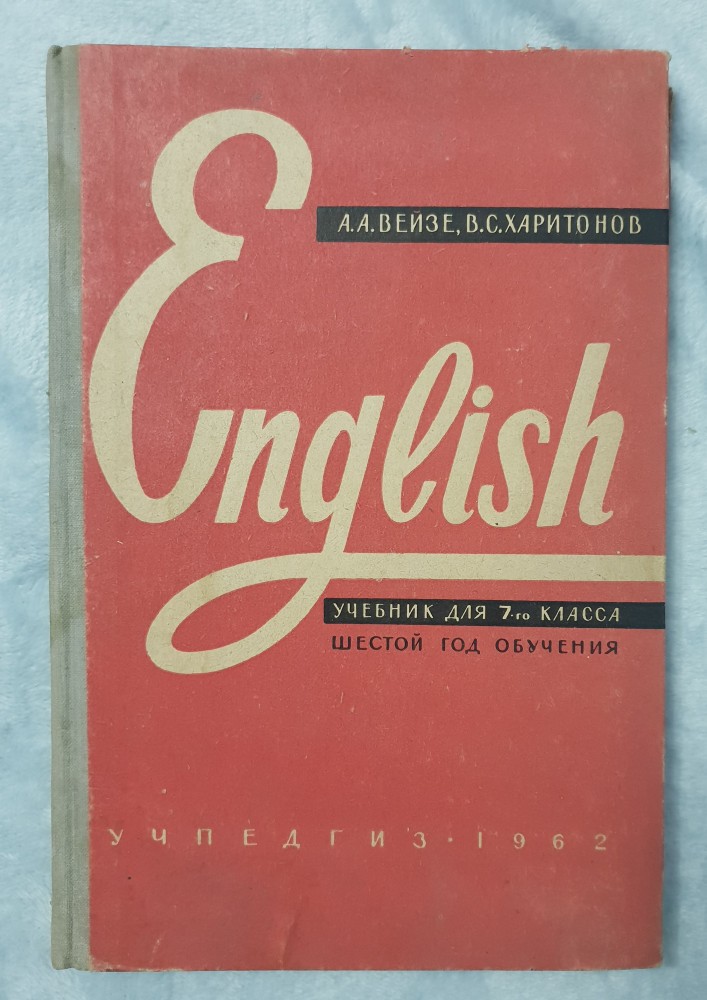 А.А.ВЕЙЗЕ, В.С.ХАРИТОНОВ
English
УЧЕБНИК ДЛЯ 7-го КЛАССА
ШЕСТОЙ ГОД ОБУЧЕНИЯ
УЧПЕДГИЗ · 1962